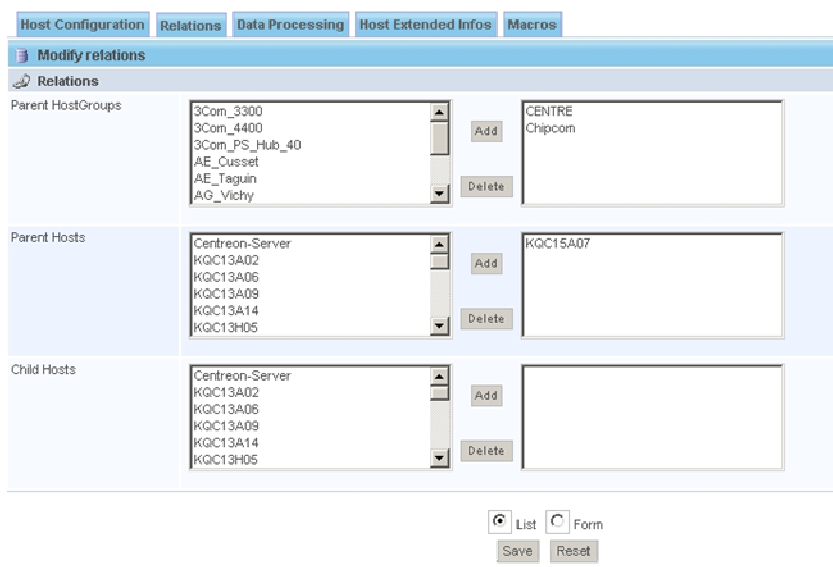 Host Configuration Relations Data Processing Host Extended Infos Macros
Modify relations
Relations
Parent HostGroups
3Com_3300
3Com_4400
3Com_PS_Hub_40
AE_Cusset
AE_Taguin
AG_Vichy
Add
Delete
CENTRE
Chipcom
Parent Hosts
Centreon-Server
KQC13A02
KQC13A06
KQC13A09
KQC13A14
KQC13H05
Add
Delete
KQC15A07
Child Hosts
Centreon-Server
KQC13A02
KQC13A06
KQC13A09
KQC13A14
KQC13H05
Add
Delete
List Form
Save Reset